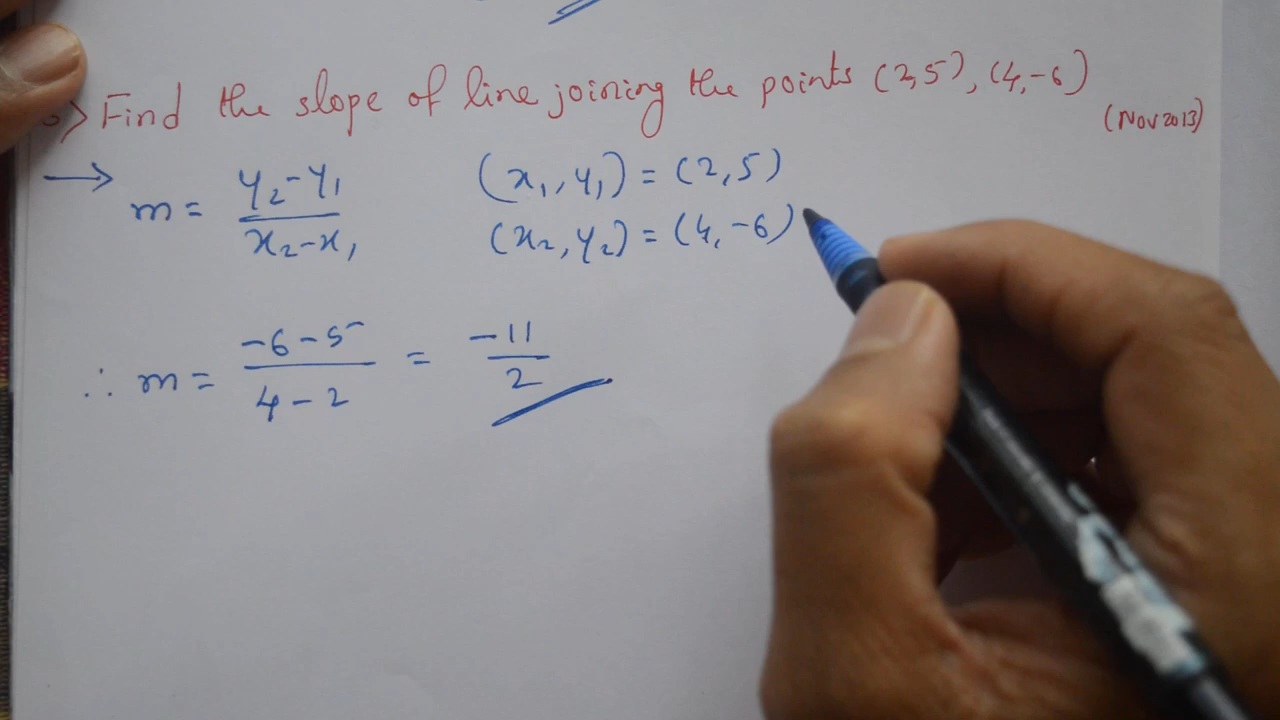 > Find the slope of line joining the points (2,5), (4,-6)
(Nov 2013)
→ m = y₂-y₁ / x₂-x₁
(x₁, y₁) = (2,5)
(x₂, y₂) = (4,-6)
∴ m = -6-5 / 4-2 = -11 / 2